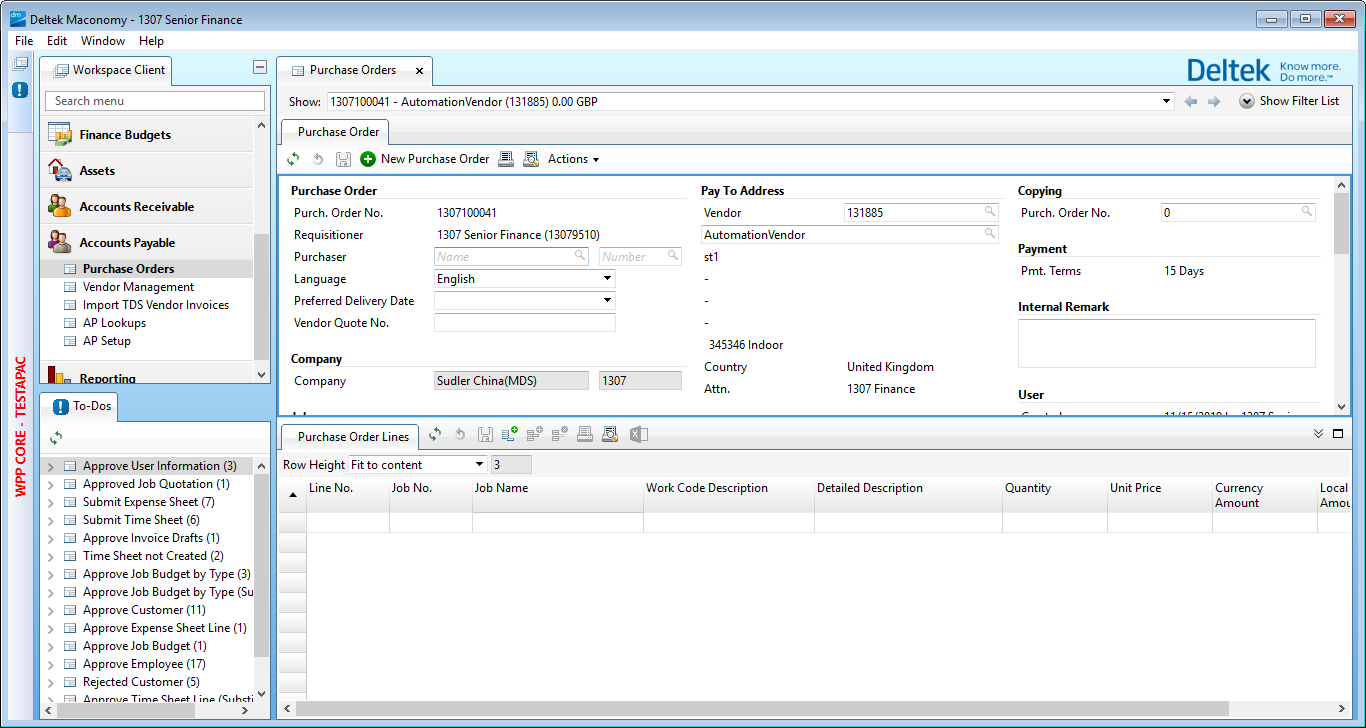 Deltek Maconomy - 1307 Senior Finance
File Edit Window Help
Workspace Client
Search menu
Finance Budgets
Assets
Accounts Receivable
Accounts Payable
Purchase Orders
Vendor Management
Import TDS Vendor Invoices
AP Lookups
AP Setup
Reporting
WPP CORE - TESTAPAC
To-Dos
Approve User Information (3)
Approved Job Quotation (1)
Submit Expense Sheet (7)
Submit Time Sheet (6)
Approve Invoice Drafts (1)
Time Sheet not Created (2)
Approve Job Budget by Type (3)
Approve Job Budget by Type (Su
Approve Customer (11)
Approve Expense Sheet Line (1)
Approve Job Budget (1)
Approve Employee (17)
Rejected Customer (5)
Approve Time Sheet Line (Substi
Purchase Orders
Deltek Know more.
Do more.™
Show: 1307100041 - AutomationVendor (131885) 0.00 GBP
Show Filter List
Purchase Order
New Purchase Order Actions
Purchase Order
Purch. Order No. 1307100041
Requisitioner 1307 Senior Finance (13079510)
Purchaser Name Number
Language English
Preferred Delivery Date
Vendor Quote No.
Company
Company Sudler China(MDS) 1307
Pay To Address
Vendor 131885
AutomationVendor
st1
-
-
-
345346 Indoor
Country United Kingdom
Attn. 1307 Finance
Copying
Purch. Order No. 0
Payment
Pmt. Terms 15 Days
Internal Remark
User
Purchase Order Lines
Row Height Fit to content 3
Line No. Job No. Job Name Work Code Description Detailed Description Quantity Unit Price Currency Amount Local Amou